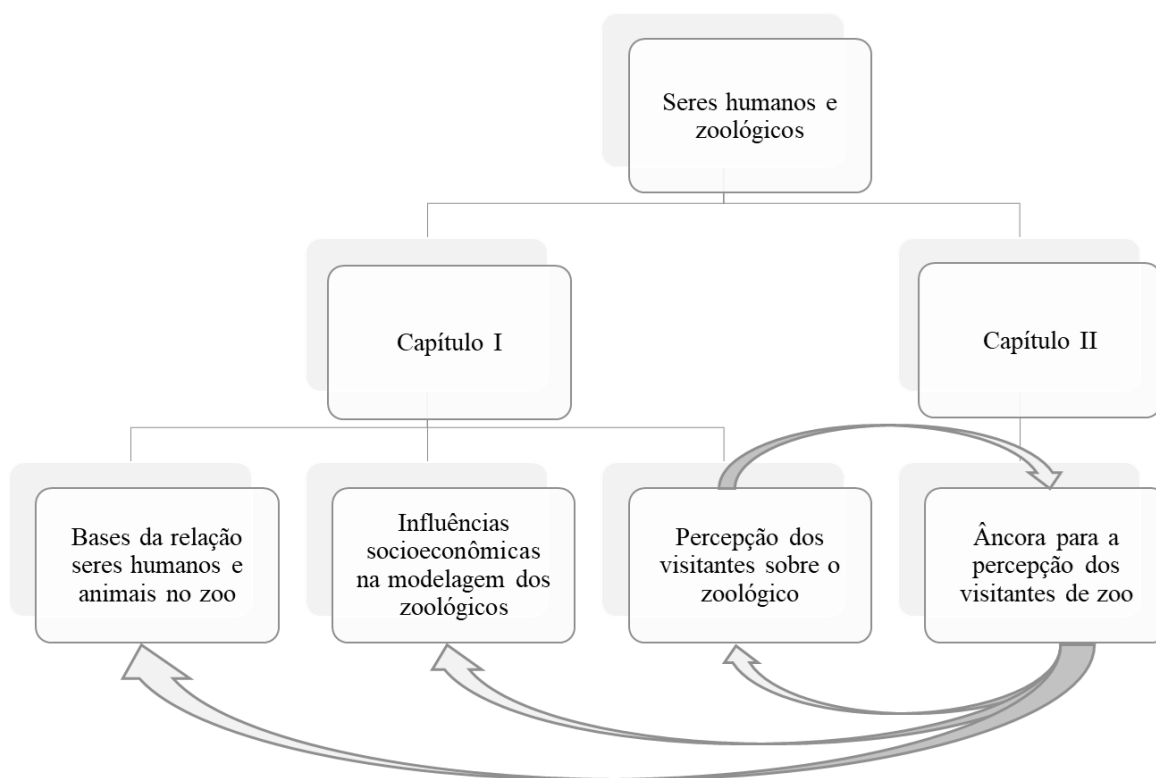 Seres humanos e
zoológicos
Capítulo I
Capítulo II
Bases da relação
seres humanos e
animais no zoo
Influências
socioeconômicas
na modelagem dos
zoológicos
Percepção dos
visitantes sobre o
zoológico
Âncora para a
percepção dos
visitantes de zoo